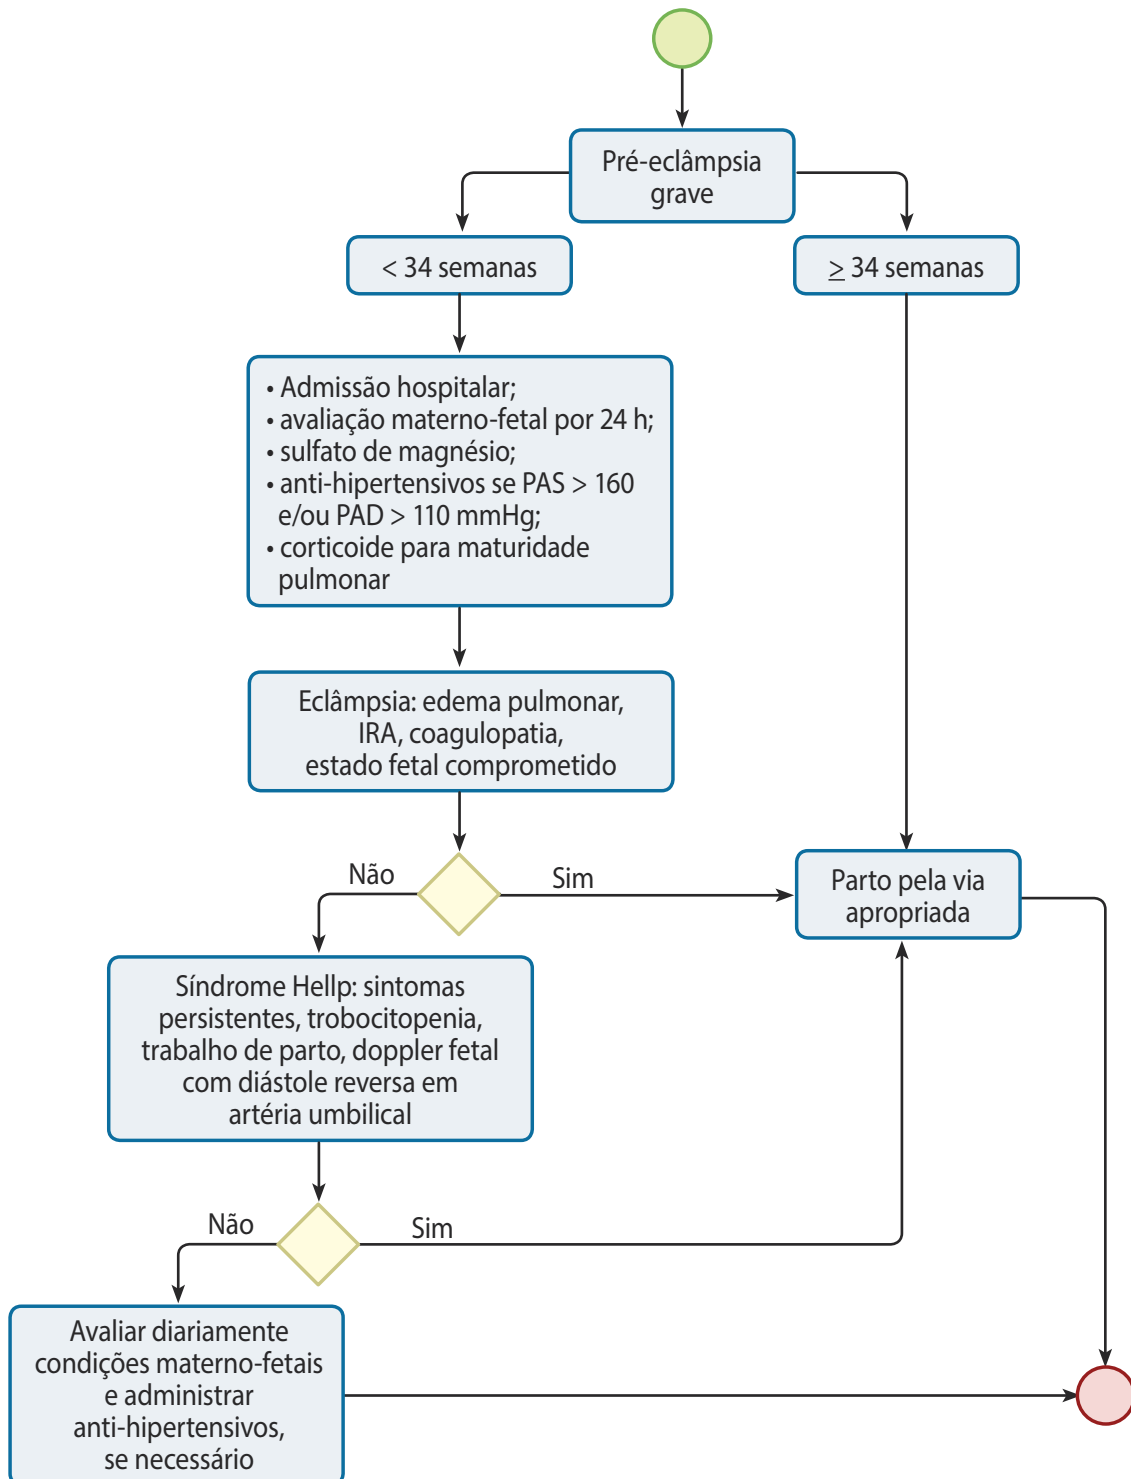 Pré-eclâmpsia
grave
< 34 semanas
≥ 34 semanas
• Admissão hospitalar;
• avaliação materno-fetal por 24 h;
• sulfato de magnésio;
• anti-hipertensivos se PAS > 160
e/ou PAD > 110 mmHg;
• corticoide para maturidade
pulmonar
Eclâmpsia: edema pulmonar,
IRA, coagulopatia,
estado fetal comprometido
Não
Sim
Parto pela via
apropriada
Síndrome Hellp: sintomas
persistentes, trobocitopenia,
trabalho de parto, doppler fetal
com diástole reversa em
artéria umbilical
Não
Sim
Avaliar diariamente
condições materno-fetais
e administrar
anti-hipertensivos,
se necessário